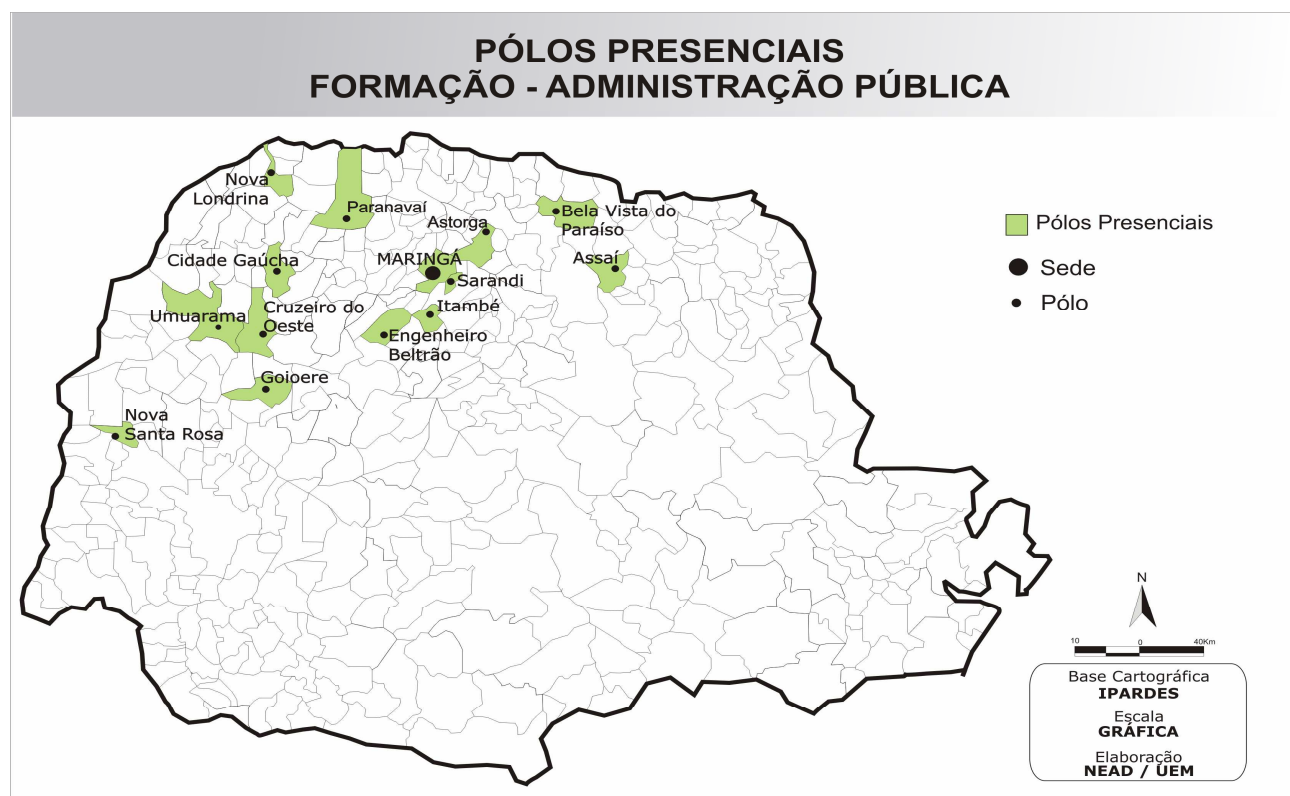 PÓLOS PRESENCIAIS
FORMAÇÃO - ADMINISTRAÇÃO PÚBLICA
Nova
Londrina
Paranavaí
Astorga
Bela Vista do
Paraíso
Cidade Gaúcha
MARINGÁ
Sarandi
Assaí
Umuarama
Cruzeiro do
Oeste
Itambé
Engenheiro
Beltrão
Goioere
Nova
Santa Rosa
Pólos Presenciais
Sede
Pólo
N
10 0 40Km
Base Cartográfica
IPARDES
Escala
GRÁFICA
Elaboração
NEAD / UEM